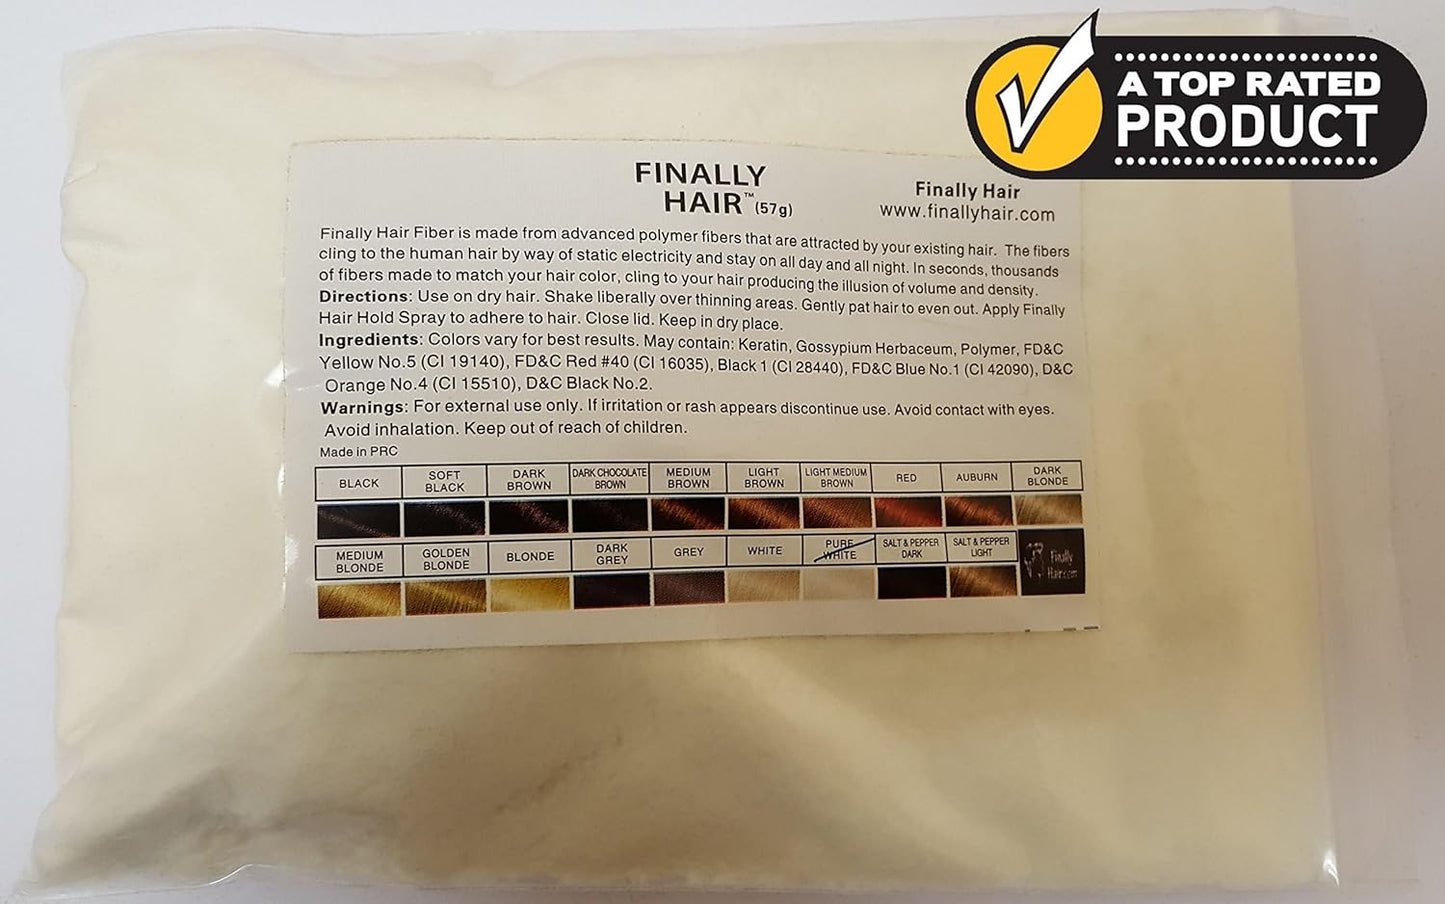 A TOP RATED
PRODUCT
FINALLY
HAIR™ (57g)
Finally Hair
www.finallyhair.com
Finally Hair Fiber is made from advanced polymer fibers that are attracted by your existing hair. The fibers
cling to the human hair by way of static electricity and stay on all day and all night. In seconds, thousands
of fibers made to match your hair color, cling to your hair producing the illusion of volume and density.
Directions: Use on dry hair. Shake liberally over thinning areas. Gently pat hair to even out. Apply Finally
Hair Hold Spray to adhere to hair. Close lid. Keep in dry place.
Ingredients: Colors vary for best results. May contain: Keratin, Gossypium Herbaceum, Polymer, FD&C
Yellow No.5 (CI 19140), FD&C Red #40 (CI 16035), Black 1 (CI 28440), FD&C Blue No.1 (CI 42090), D&C
Orange No.4 (CI 15510), D&C Black No.2.
Warnings: For external use only. If irritation or rash appears discontinue use. Avoid contact with eyes.
Avoid inhalation. Keep out of reach of children.
Made in PRC
BLACK
SOFT
BLACK
DARK
BROWN
DARK CHOCOLATE
BROWN
MEDIUM
BROWN
LIGHT
BROWN
LIGHT MEDIUM
BROWN
RED
AUBURN
DARK
BLONDE
MEDIUM
BLONDE
GOLDEN
BLONDE
BLONDE
DARK
GREY
GREY
WHITE
PURE
WHITE
SALT & PEPPER
DARK
SALT & PEPPER
LIGHT
Finally
Hair.com